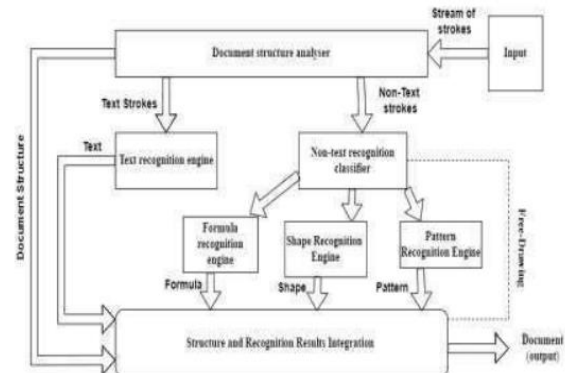 Stream of
strokes
Document structure analyser
Input
Text Strokes
Non-Text
strokes
Document Structure
Text
Text recognition engine
Non-text recognition
classifier
Free-Drawing
Formula
recognition
engine
Shape Recognition
Engine
Pattern
Recognition Engine
Formula
Shape
Pattern
Structure and Recognition Results Integration
Document
(output)